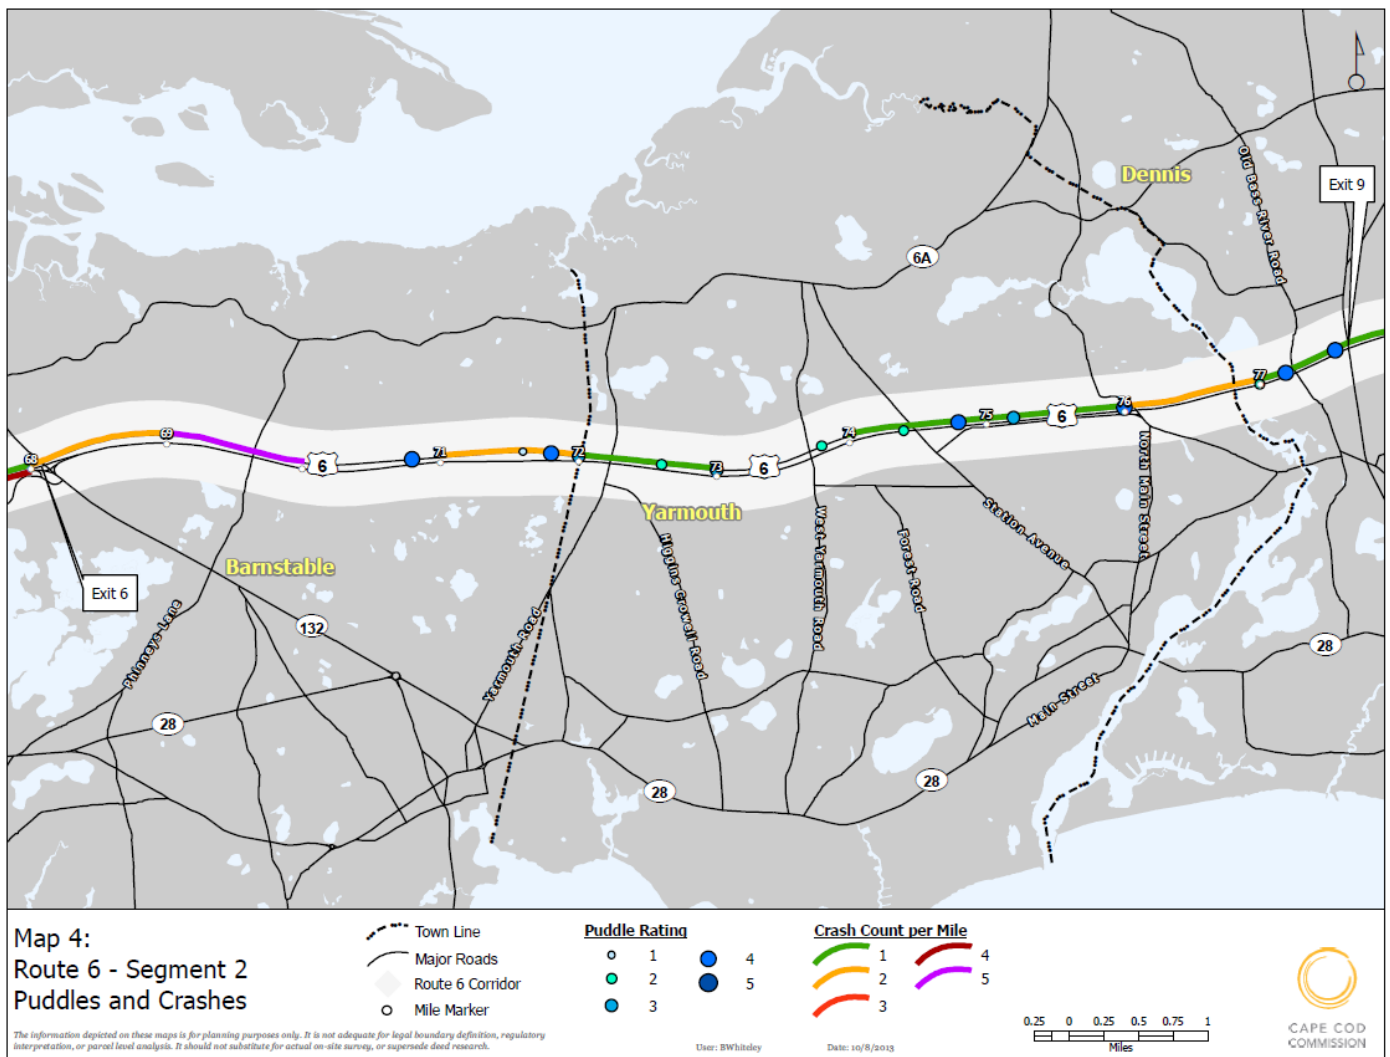 Dennis
Old Bass River Road
Exit 9
6A
68
69
6
71
72
73
6
74
75
6
76
77
Yarmouth
Barnstable
Exit 6
132
Phinneys Lane
28
Yarmouth Road
Higgins Crowell Road
West Yarmouth Road
Forest Road
Station Avenue
North Main Street
Main Street
28
28
28
Map 4:
Route 6 - Segment 2
Puddles and Crashes
The information depicted on these maps is for planning purposes only. It is not adequate for legal boundary definition, regulatory
interpretation, or parcel level analysis. It should not substitute for actual on-site survey, or supersede deed research.
Town Line
Major Roads
Route 6 Corridor
Mile Marker
Puddle Rating
1
2
3
4
5
Crash Count per Mile
1
2
3
4
5
User: BWhiteley
Date: 10/8/2013
0.25 0 0.25 0.5 0.75 1
Miles
CAPE COD
COMMISSION